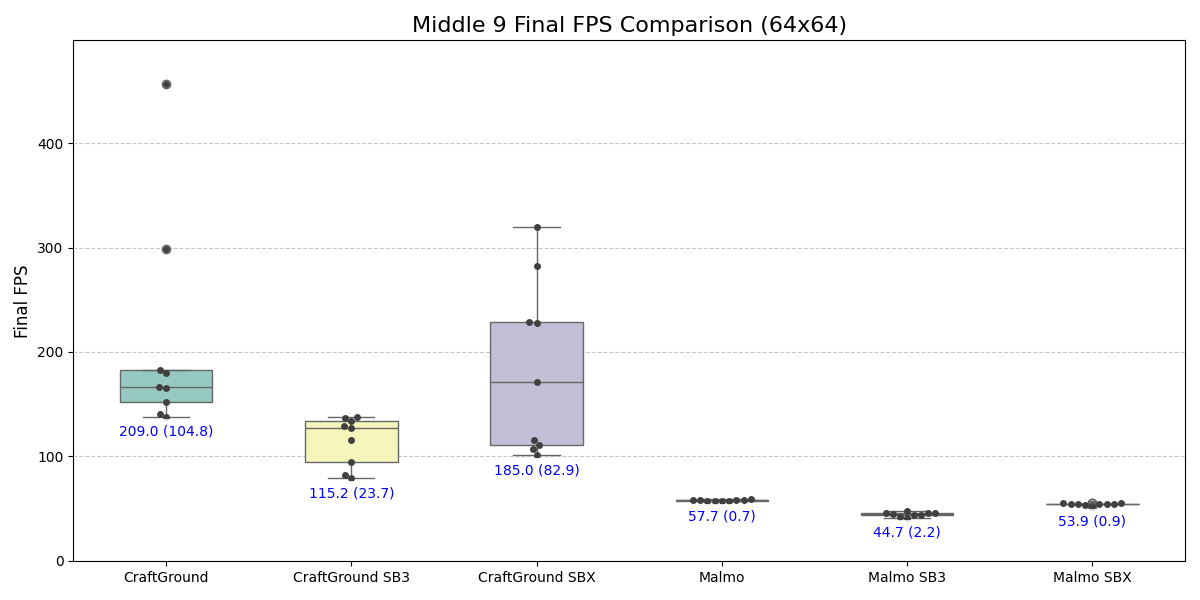 Middle 9 Final FPS Comparison (64x64)
Final FPS
400
300
200
100
0
209.0 (104.8)
115.2 (23.7)
185.0 (82.9)
57.7 (0.7)
44.7 (2.2)
53.9 (0.9)
CraftGround
CraftGround SB3
CraftGround SBX
Malmo
Malmo SB3
Malmo SBX